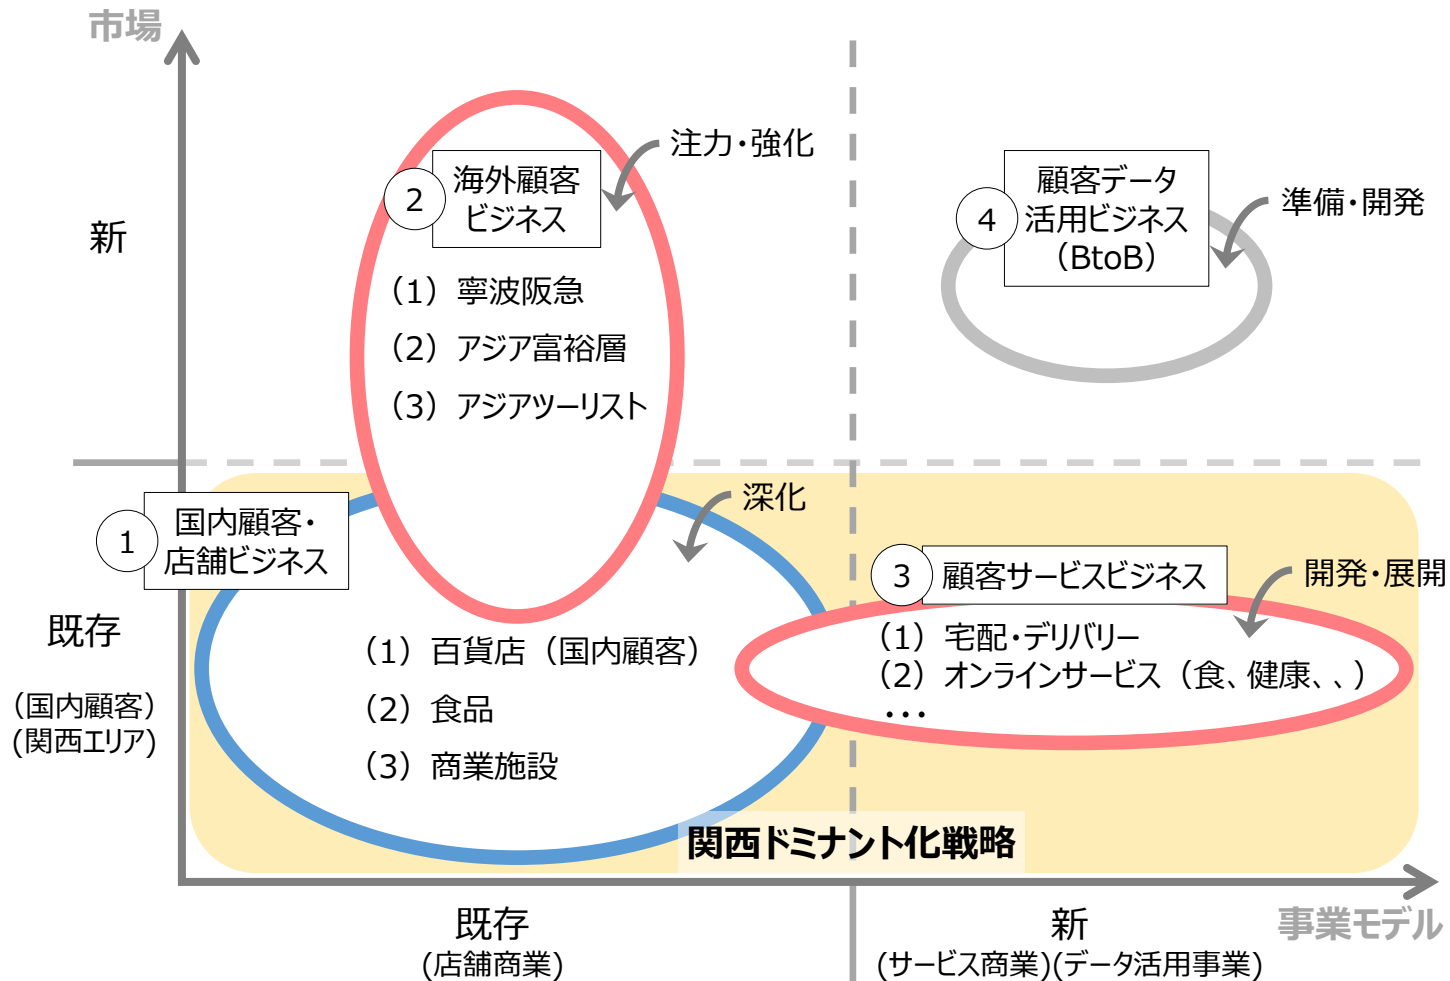 市場
新
2
海外顧客
ビジネス
注力・強化
(1) 寧波阪急
(2) アジア富裕層
(3) アジアツーリスト
4
顧客データ
活用ビジネス
(BtoB)
準備・開発
1
国内顧客・
店舗ビジネス
深化
既存
(国内顧客)
(関西エリア)
(1) 百貨店(国内顧客)
(2) 食品
(3) 商業施設
3
顧客サービスビジネス
開発・展開
(1) 宅配・デリバリー
(2) オンラインサービス(食、健康、、)
・・・
関西ドミナント化戦略
既存
(店舗商業)
新
(サービス商業)(データ活用事業)
事業モデル